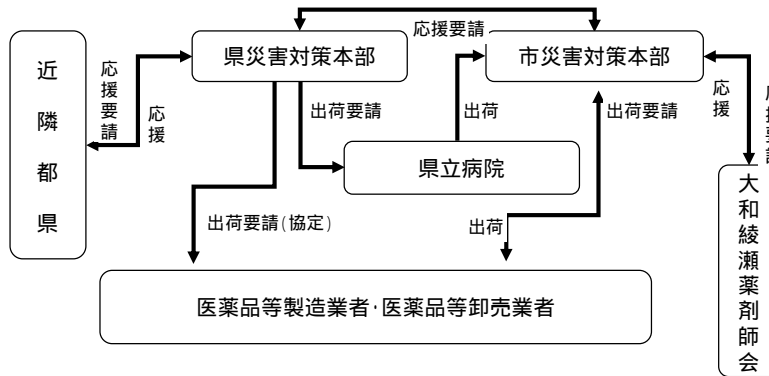 応援要請
近隣都県
応援要請
応援
県災害対策本部
市災害対策本部
出荷要請
出荷
出荷要請
応援
応援要請
県立病院
出荷要請(協定)
出荷
大和綾瀬薬剤師会
医薬品等製造業者・医薬品等卸売業者